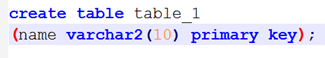 create table table_1
(name varchar2(10) primary key);